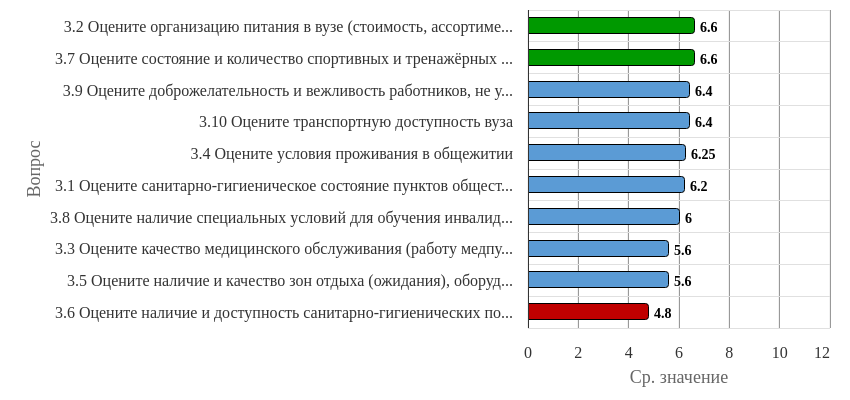 3.2 Оцените организацию питания в вузе (стоимость, ассортиме... 6.6
3.7 Оцените состояние и количество спортивных и тренажёрных ... 6.6
3.9 Оцените доброжелательность и вежливость работников, не у... 6.4
3.10 Оцените транспортную доступность вуза 6.4
3.4 Оцените условия проживания в общежитии 6.25
3.1 Оцените санитарно-гигиеническое состояние пунктов общест... 6.2
3.8 Оцените наличие специальных условий для обучения инвалид... 6
3.3 Оцените качество медицинского обслуживания (работу медпу... 5.6
3.5 Оцените наличие и качество зон отдыха (ожидания), оборуд... 5.6
3.6 Оцените наличие и доступность санитарно-гигиенических по... 4.8
Вопрос
0 2 4 6 8 10 12
Ср. значение